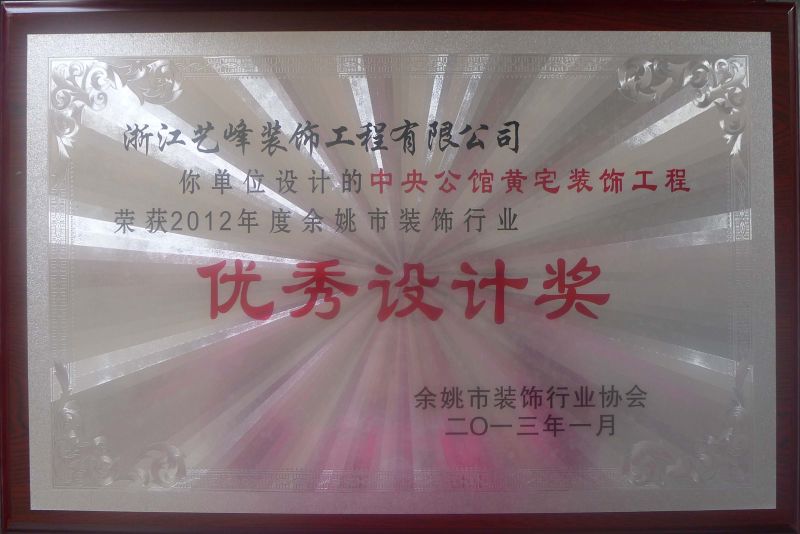 浙江艺峰装饰工程有限公司
你单位设计的中央公馆黄宅装饰工程
荣获2012年度余姚市装饰行业
优秀设计奖
余姚市装饰行业协会
二〇一三年一月